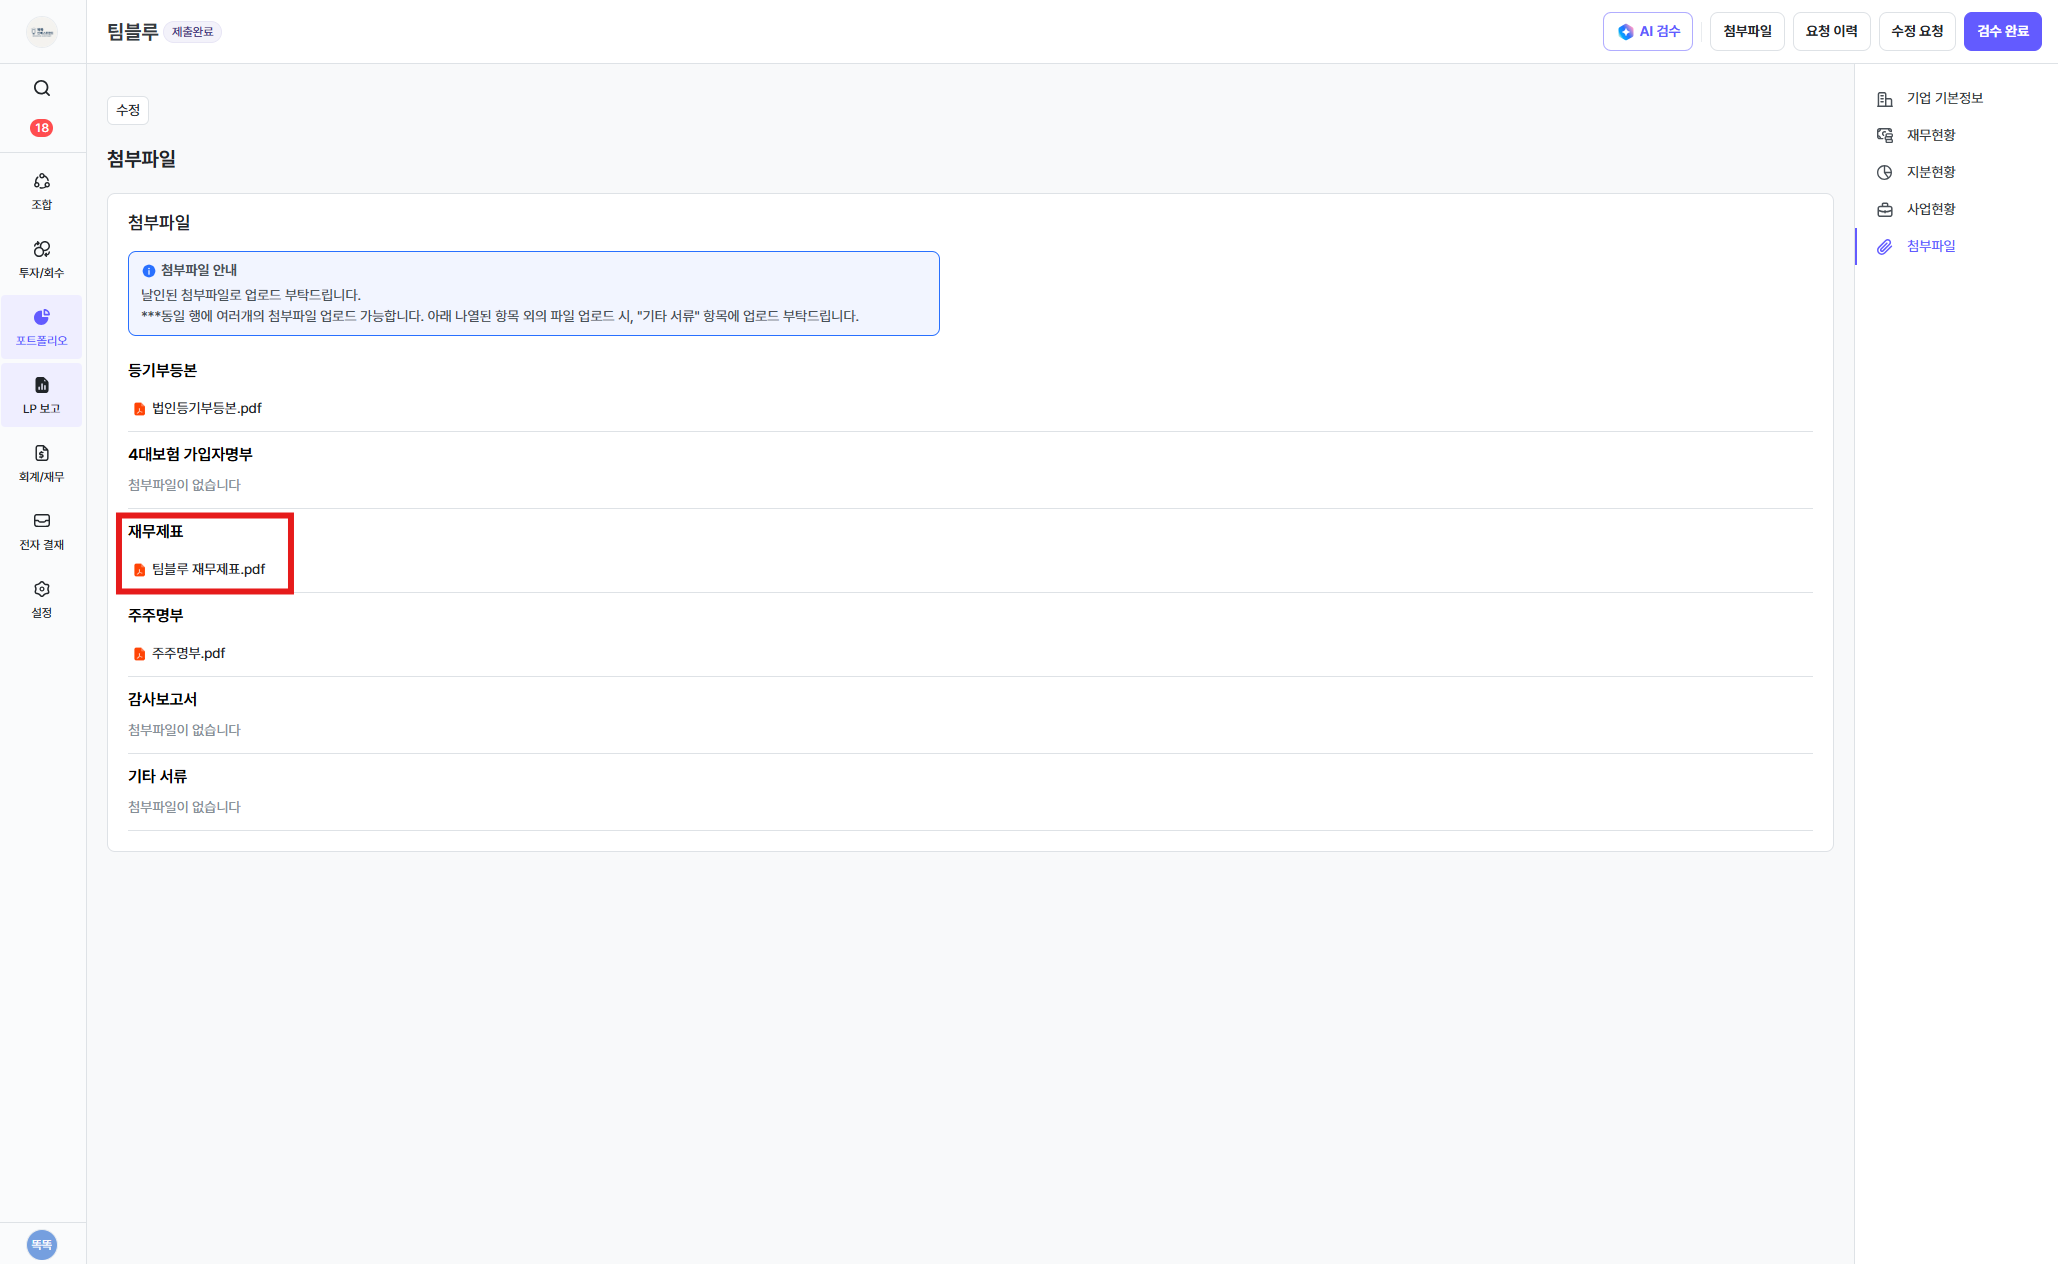 팀블루 제출완료
AI 검수
첨부파일
요청 이력
수정 요청
검수 완료
18
조합
투자/회수
포트폴리오
LP 보고
회계/재무
전자 결재
설정
똑똑
수정
첨부파일
첨부파일
첨부파일 안내
날인된 첨부파일로 업로드 부탁드립니다.
***동일 행에 여러개의 첨부파일 업로드 가능합니다. 아래 나열된 항목 외의 파일 업로드 시, "기타 서류" 항목에 업로드 부탁드립니다.
등기부등본
법인등기부등본.pdf
4대보험 가입자명부
첨부파일이 없습니다
재무제표
팀블루 재무제표.pdf
주주명부
주주명부.pdf
감사보고서
첨부파일이 없습니다
기타 서류
첨부파일이 없습니다
기업 기본정보
재무현황
지분현황
사업현황
첨부파일